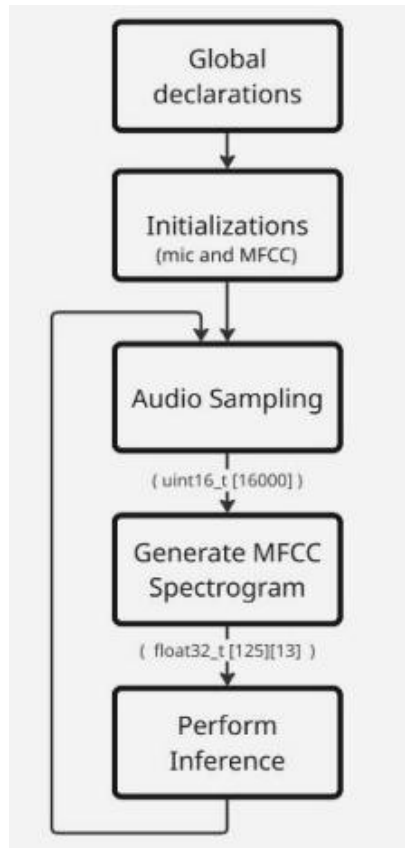 Global
declarations
Initializations
(mic and MFCC)
Audio Sampling
( uint16_t [16000] )
Generate MFCC
Spectrogram
( float32_t [125][13] )
Perform
Inference